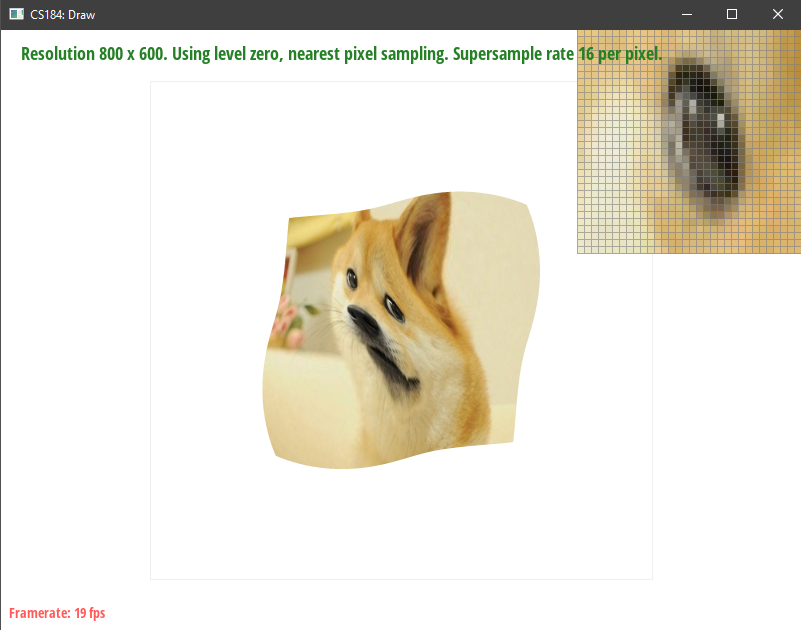 CS184: Draw
Resolution 800 x 600. Using level zero, nearest pixel sampling. Supersample rate 16 per pixel.
Framerate: 19 fps